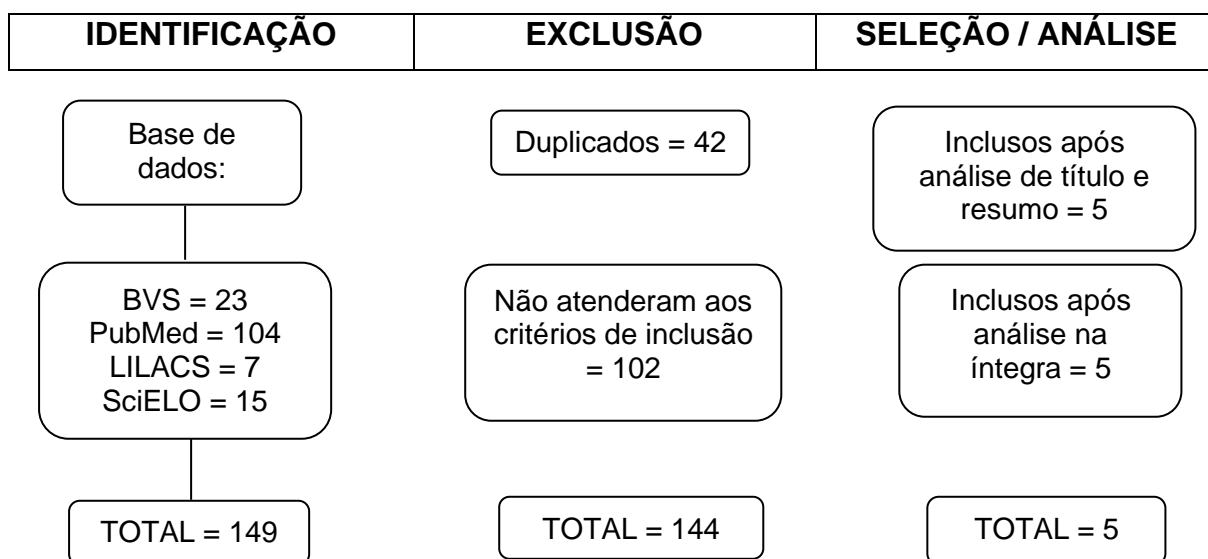 IDENTIFICAÇÃO
EXCLUSÃO
SELEÇÃO / ANÁLISE
Base de
dados:
BVS = 23
PubMed = 104
LILACS = 7
SciELO = 15
TOTAL = 149
Duplicados = 42
Não atenderam aos
critérios de inclusão
= 102
TOTAL = 144
Inclusos após
análise de título e
resumo = 5
Inclusos após
análise na
íntegra = 5
TOTAL = 5